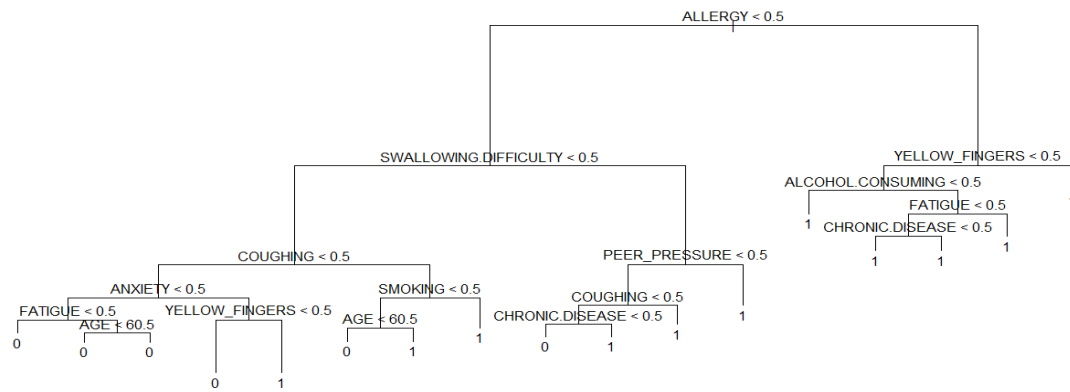 ALLERGY < 0.5
SWALLOWING.DIFFICULTY < 0.5
YELLOW_FINGERS < 0.5
ALCOHOL.CONSUMING < 0.5
FATIGUE < 0.5
1
CHRONIC.DISEASE < 0.5
1
1 1
COUGHING < 0.5
PEER_PRESSURE < 0.5
ANXIETY < 0.5
SMOKING < 0.5
COUGHING < 0.5
1
FATIGUE < 0.5
YELLOW_FINGERS < 0.5
AGE < 60.5
AGE < 60.5
CHRONIC.DISEASE < 0.5
1
1
0
0 0
0 1
0 1
0 1